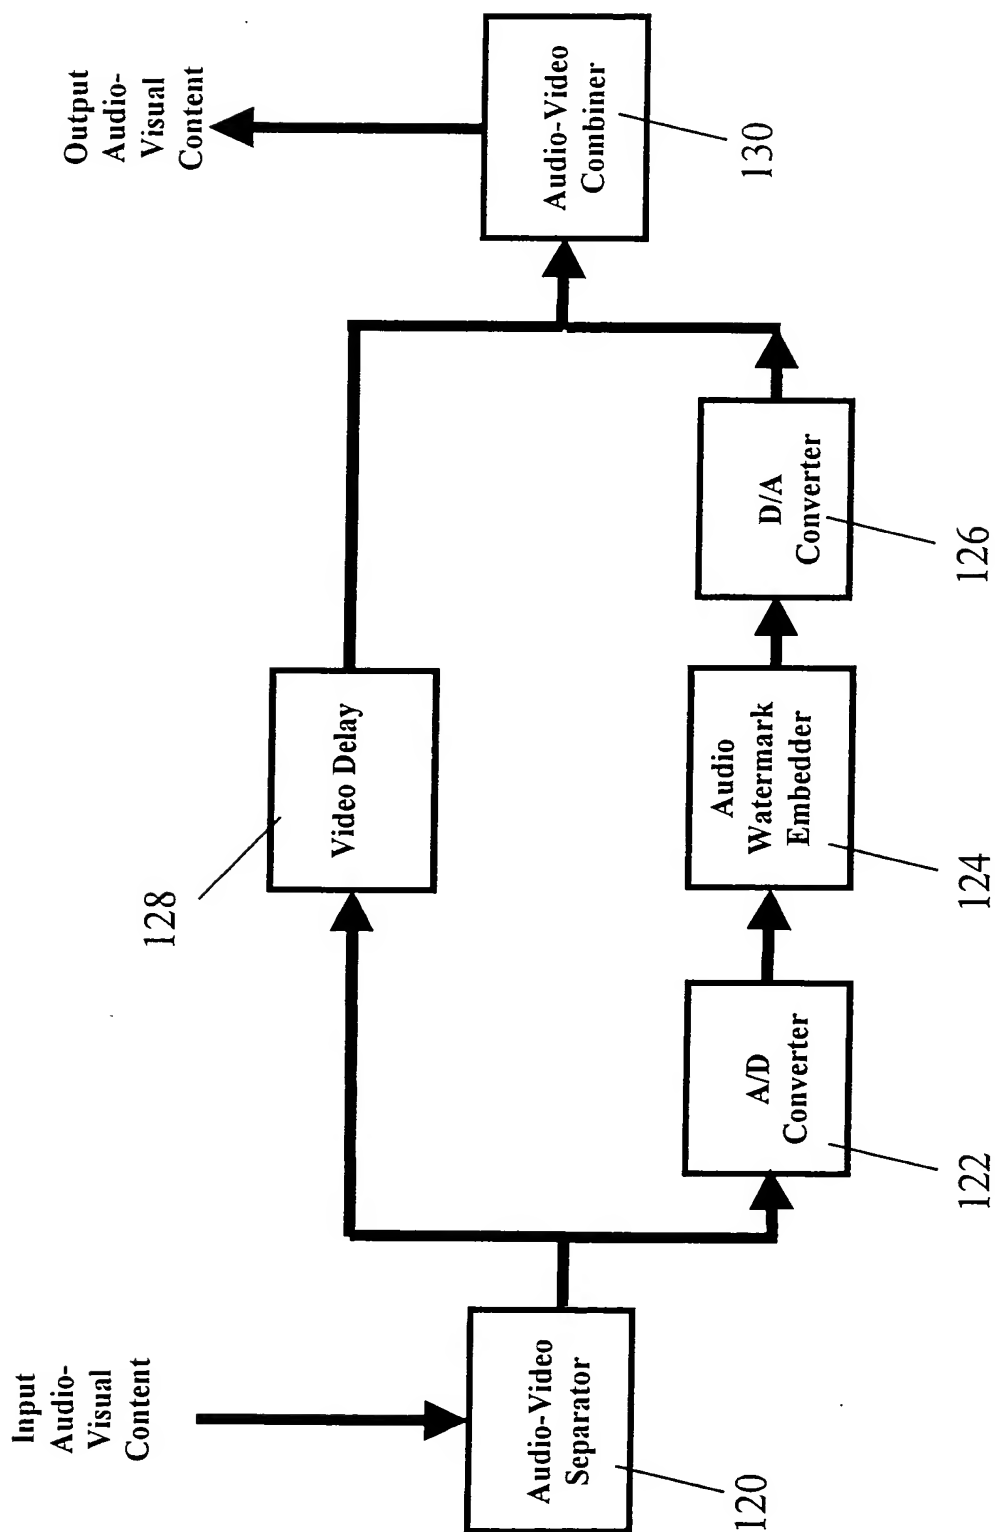 Input
Audio-
Visual
Content
Audio-Video
Separator
120
128
Video Delay
A/D
Converter
122
Audio
Watermark
Embedder
124
D/A
Converter
126
Audio-Video
Combiner
130
Output
Audio-
Visual
Content